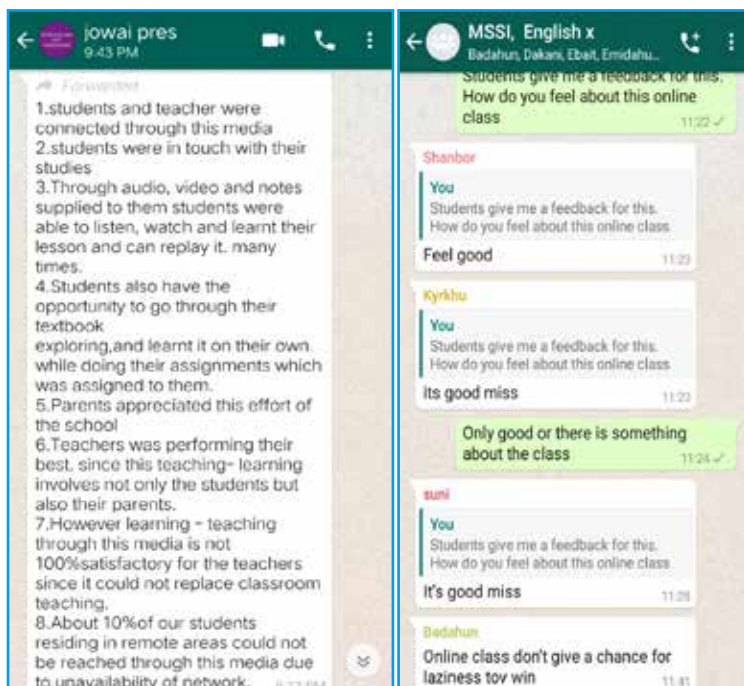 jowai pres
9:43 PM
Forwarded
1.students and teacher were
connected through this media
2.students were in touch with their
studies
3.Through audio, video and notes
supplied to them students were
able to listen, watch and learnt their
lesson and can replay it. many
times.
4.Students also have the
opportunity to go through their
textbook
exploring,and learnt it on their own
while doing their assignments which
was assigned to them.
5.Parents appreciated this effort of
the school
6.Teachers was performing their
best. since this teaching- learning
involves not only the students but
also their parents.
7.However learning - teaching
through this media is not
100%satisfactory for the teachers
since it could not replace classroom
teaching.
8.About 10%of our students
residing in remote areas could not
be reached through this media due
to unavailability of network.
MSSI, English x
Badahun, Dakani, Ebait, Emidahu...
Students give me a feedback for this.
How do you feel about this online
class
11:22
Shanbor
You
Students give me a feedback for this.
How do you feel about this online class
Feel good
11:23
Kyrkhu
You
Students give me a feedback for this.
How do you feel about this online class
its good miss
11:23
Only good or there is something
about the class
11:24
suni
You
Students give me a feedback for this.
How do you feel about this online class
It's good miss
11:28
Badahun
Online class don't give a chance for
laziness tov win
11:41